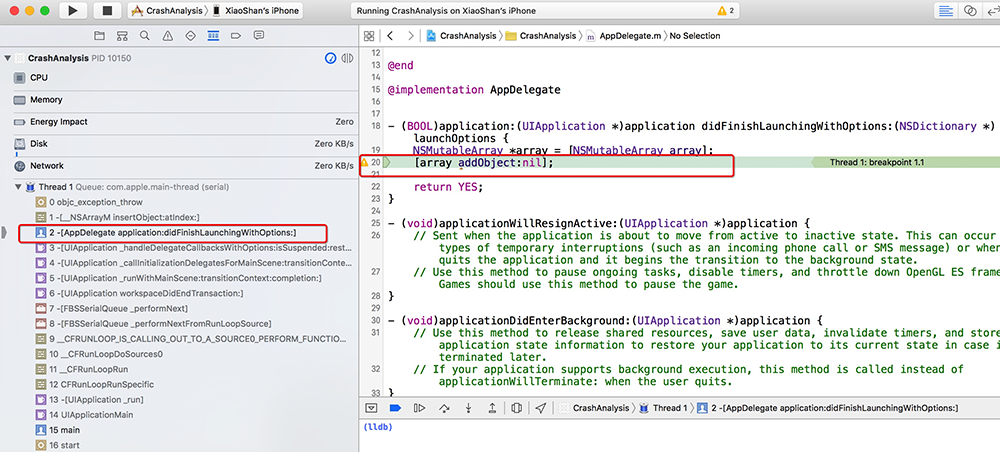 CrashAnalysis 〉 XiaoShan's iPhone
Running CrashAnalysis on XiaoShan's iPhone
2
CrashAnalysis PID 10150
CPU
Memory
Energy Impact Zero
Disk Zero KB/s
Network Zero KB/s
Thread 1 Queue: com.apple.main-thread (serial)
0 objc_exception_throw
1 -[__NSArrayM insertObject:atIndex:]
2 -[AppDelegate application:didFinishLaunchingWithOptions:]
3 -[UIApplication _handleDelegateCallbacksWithOptions:isSuspended:rest...
4 -[UIApplication _callInitializationDelegatesForMainScene:transitionConte...
5 -[UIApplication _runWithMainScene:transitionContext:completion:]
6 -[UIApplication workspaceDidEndTransaction:]
7 -[FBSSerialQueue _performNext]
8 -[FBSSerialQueue _performNextFromRunLoopSource]
9 __CFRUNLOOP_IS_CALLING_OUT_TO_A_SOURCE0_PERFORM_FUNCTIO...
10 __CFRunLoopDoSources0
11 __CFRunLoopRun
12 CFRunLoopRunSpecific
13 -[UIApplication _run]
14 UIApplicationMain
15 main
16 start
CrashAnalysis 〉 CrashAnalysis 〉 AppDelegate.m 〉 No Selection
12
13 @end
14
15 @implementation AppDelegate
16
17
18 - (BOOL)application:(UIApplication *)application didFinishLaunchingWithOptions:(NSDictionary *)
launchOptions {
19 NSMutableArray *array = [NSMutableArray array];
20 [array addObject:nil]; Thread 1: breakpoint 1.1
21
22 return YES;
23 }
24
25 - (void)applicationWillResignActive:(UIApplication *)application {
26 // Sent when the application is about to move from active to inactive state. This can occur
types of temporary interruptions (such as an incoming phone call or SMS message) or when
quits the application and it begins the transition to the background state.
27 // Use this method to pause ongoing tasks, disable timers, and throttle down OpenGL ES frame
Games should use this method to pause the game.
28 }
29
30 - (void)applicationDidEnterBackground:(UIApplication *)application {
31 // Use this method to release shared resources, save user data, invalidate timers, and store
application state information to restore your application to its current state in case i
terminated later.
32 // If your application supports background execution, this method is called instead of
applicationWillTerminate: when the user quits.
33 }
CrashAnalysis 〉 Thread 1 〉 2 -[AppDelegate application:didFinishLaunchingWithOptions:]
(lldb)